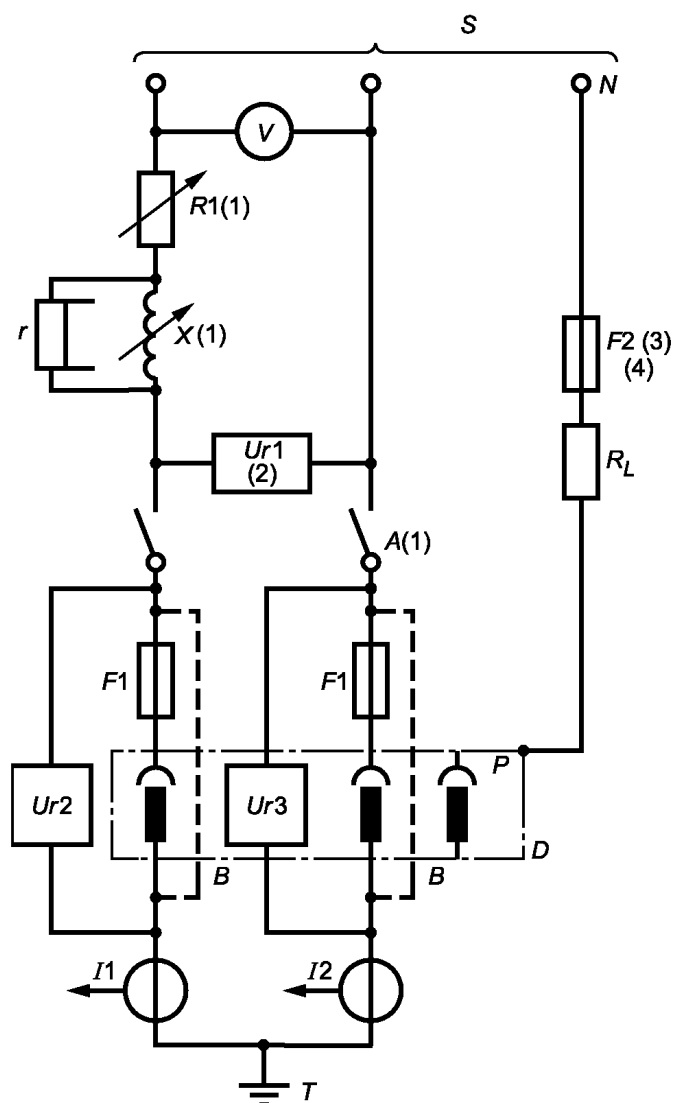 S
N
V
R1(1)
r
X(1)
F2 (3)
(4)
Ur1
(2)
R_L
A(1)
F1
F1
P
Ur2
Ur3
D
B
B
I1
I2
T